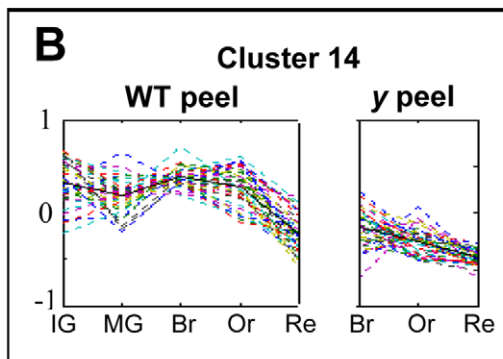 B
Cluster 14
WT peel y peel
1
0
-1
IG MG Br Or Re Br Or Re